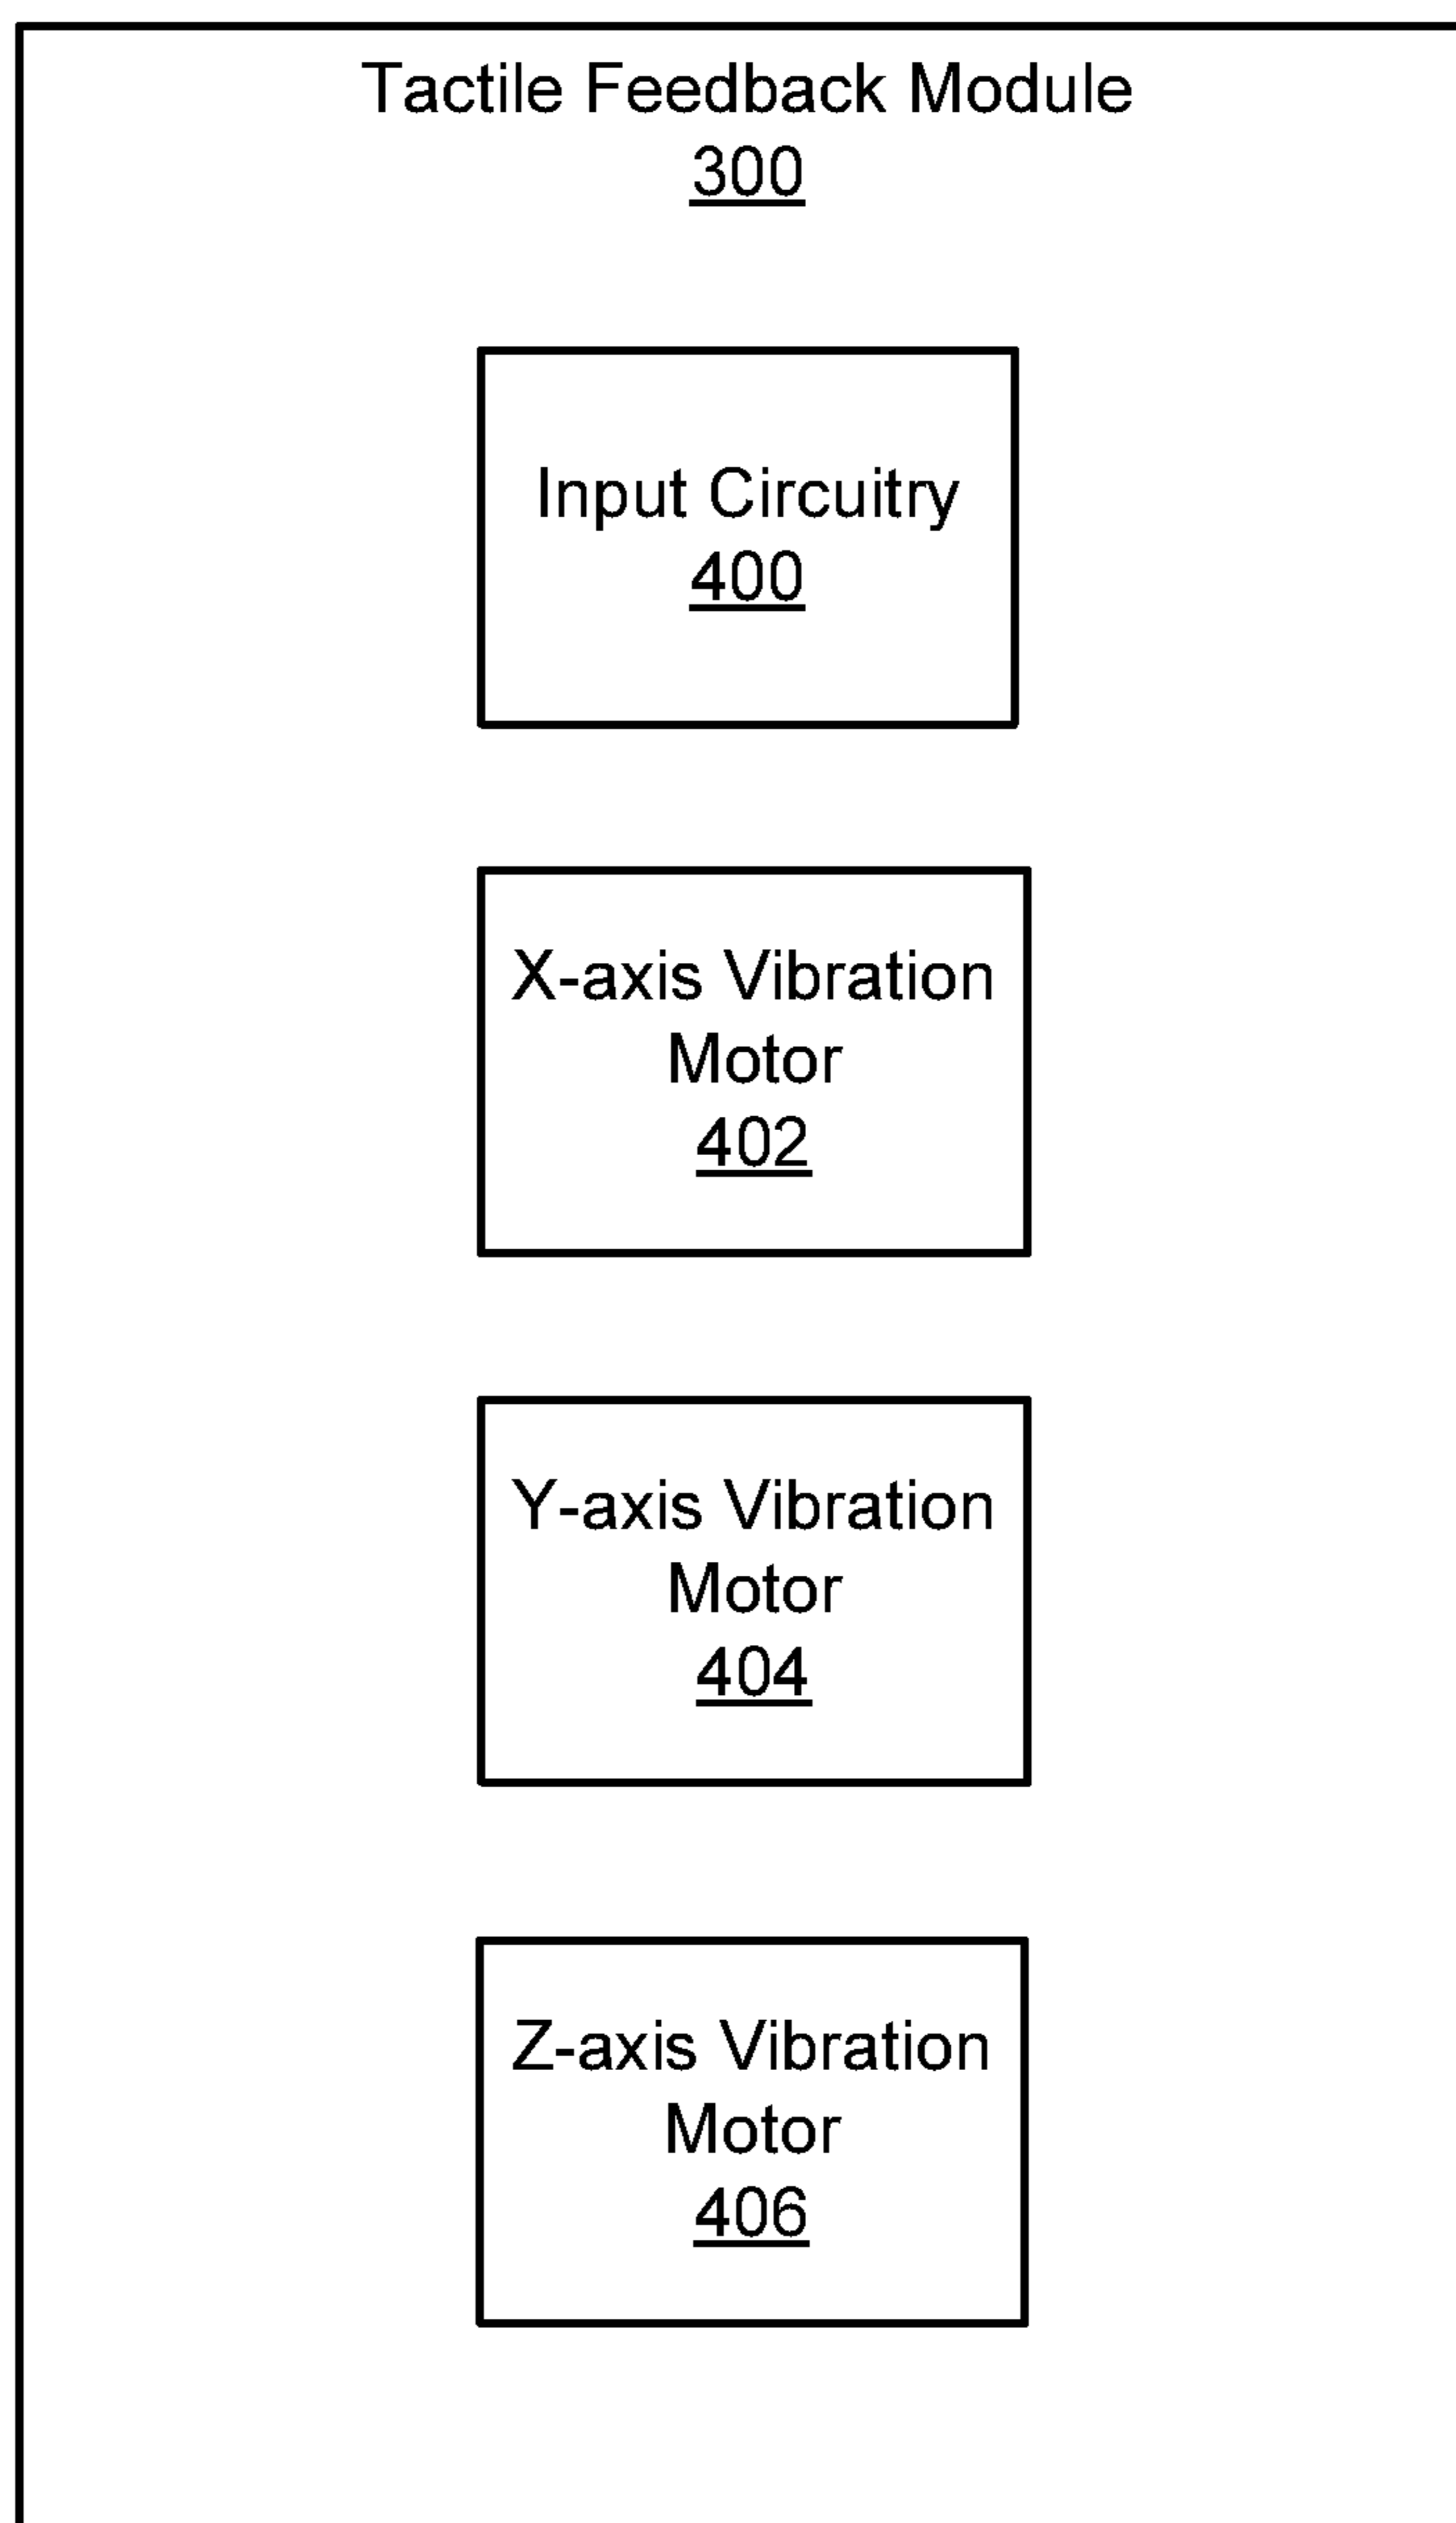 Tactile Feedback Module
300
Input Circuitry
400
X-axis Vibration
Motor
402
Y-axis Vibration
Motor
404
Z-axis Vibration
Motor
406